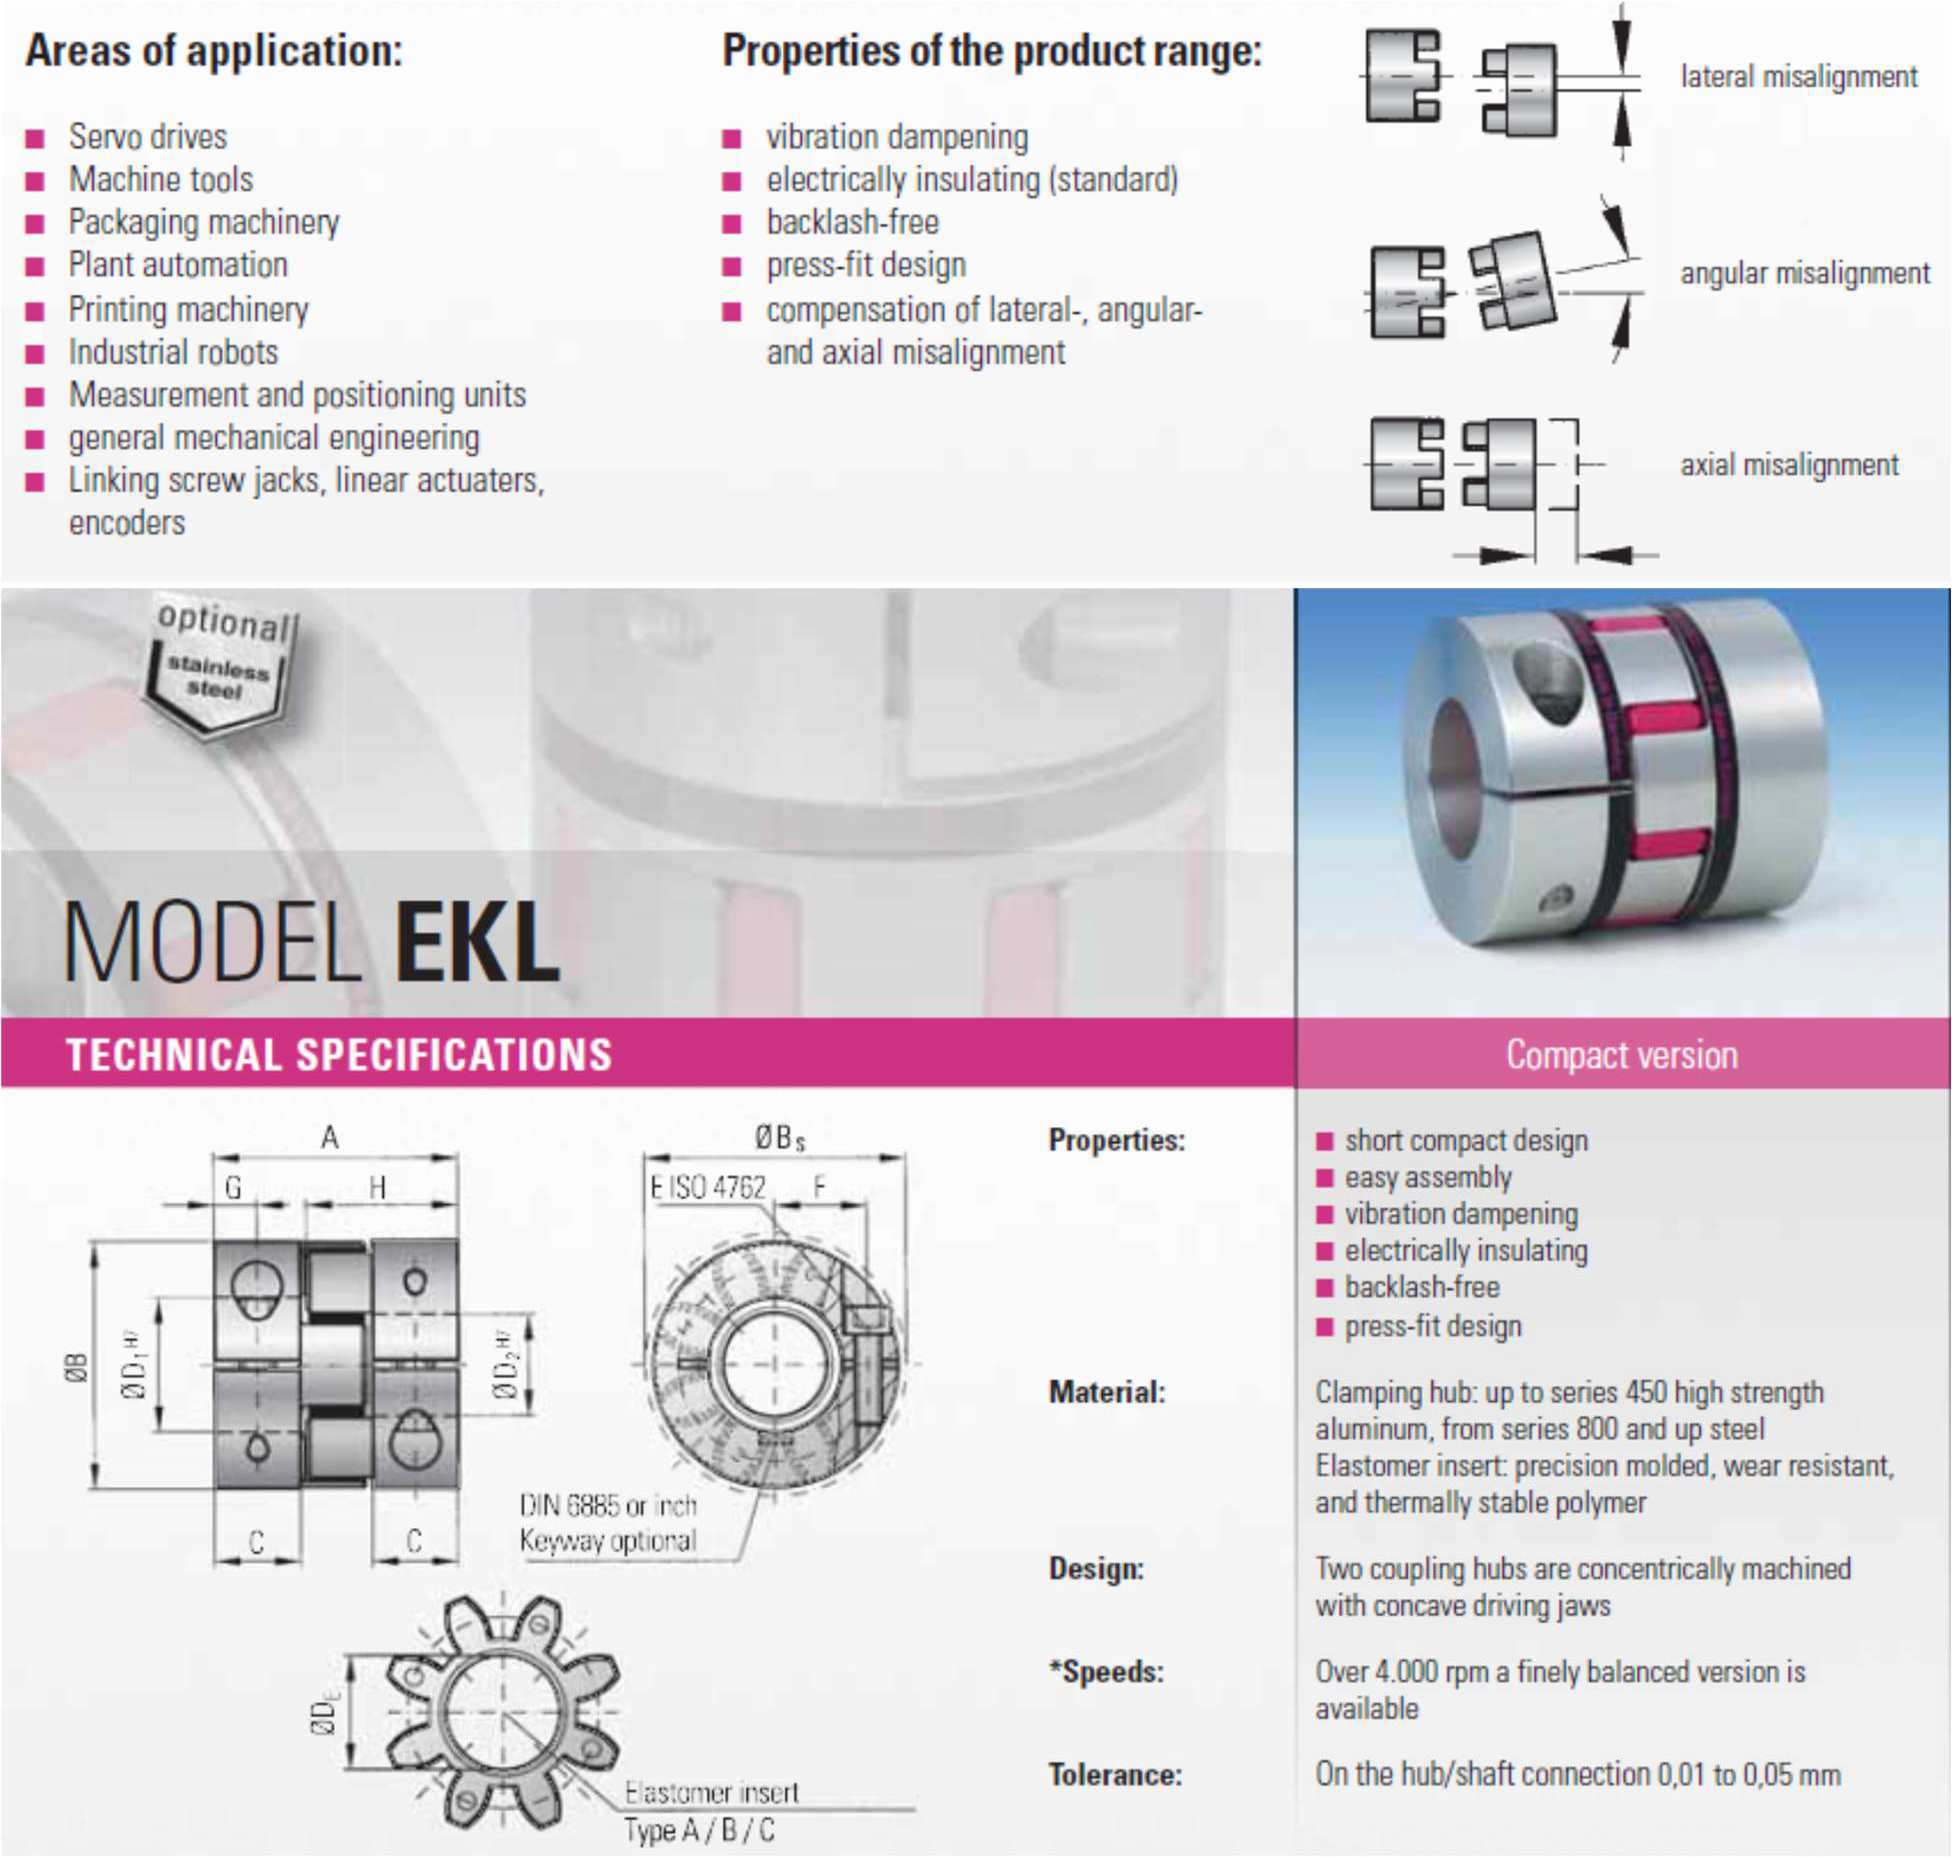 Areas of application:
Servo drives
Machine tools
Packaging machinery
Plant automation
Printing machinery
Industrial robots
Measurement and positioning units
general mechanical engineering
Linking screw jacks, linear actuaters,
encoders
Properties of the product range:
vibration dampening
electrically insulating (standard)
backlash-free
press-fit design
compensation of lateral-, angular-
and axial misalignment
lateral misalignment
angular misalignment
axial misalignment
optional
stainless
steel
MODEL EKL
TECHNICAL SPECIFICATIONS
Compact version
A
G
H
ØB
ØD₁ᴴ⁷
ØD₂ᴴ⁷
C
C
ØBs
E ISO 4762
F
DIN 6885 or inch
Keyway optional
ØDE
Elastomer insert
Type A / B / C
Properties:
short compact design
easy assembly
vibration dampening
electrically insulating
backlash-free
press-fit design
Material:
Clamping hub: up to series 450 high strength
aluminum, from series 800 and up steel
Elastomer insert: precision molded, wear resistant,
and thermally stable polymer
Design:
Two coupling hubs are concentrically machined
with concave driving jaws
*Speeds:
Over 4.000 rpm a finely balanced version is
available
Tolerance:
On the hub/shaft connection 0,01 to 0,05 mm